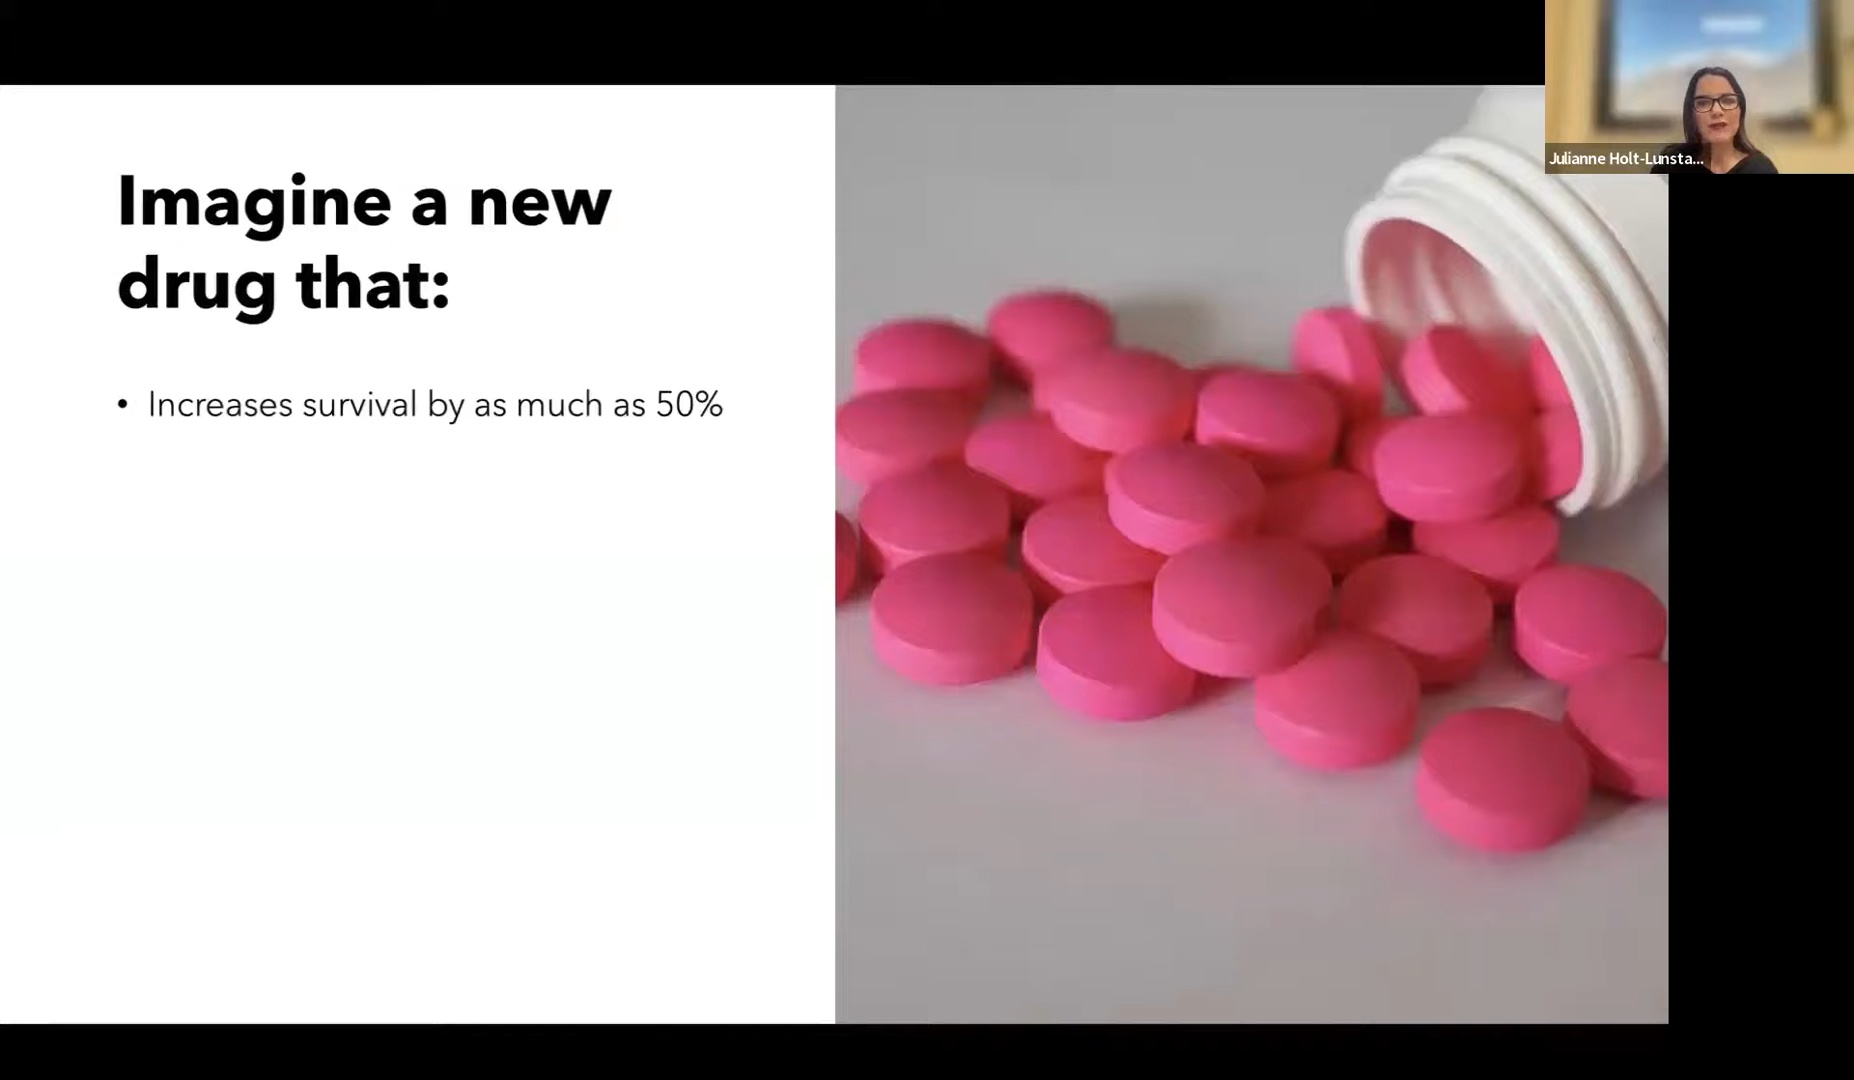 Imagine a new
drug that:
• Increases survival by as much as 50%
Julianne Holt-Lunsta...